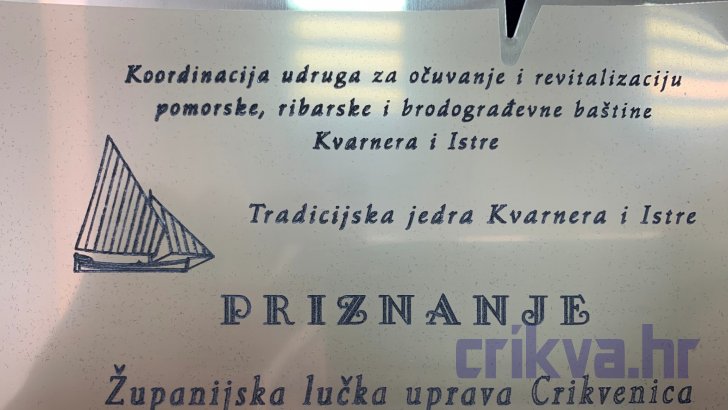 Koordinacija udruga za očuvanje i revitalizaciju
pomorske, ribarske i brodograđevne baštine
Kvarnera i Istre
Tradicijska jedra Kvarnera i Istre
PRIZNANJE
crikva.hr
Županijska lučka uprava Crikvenica